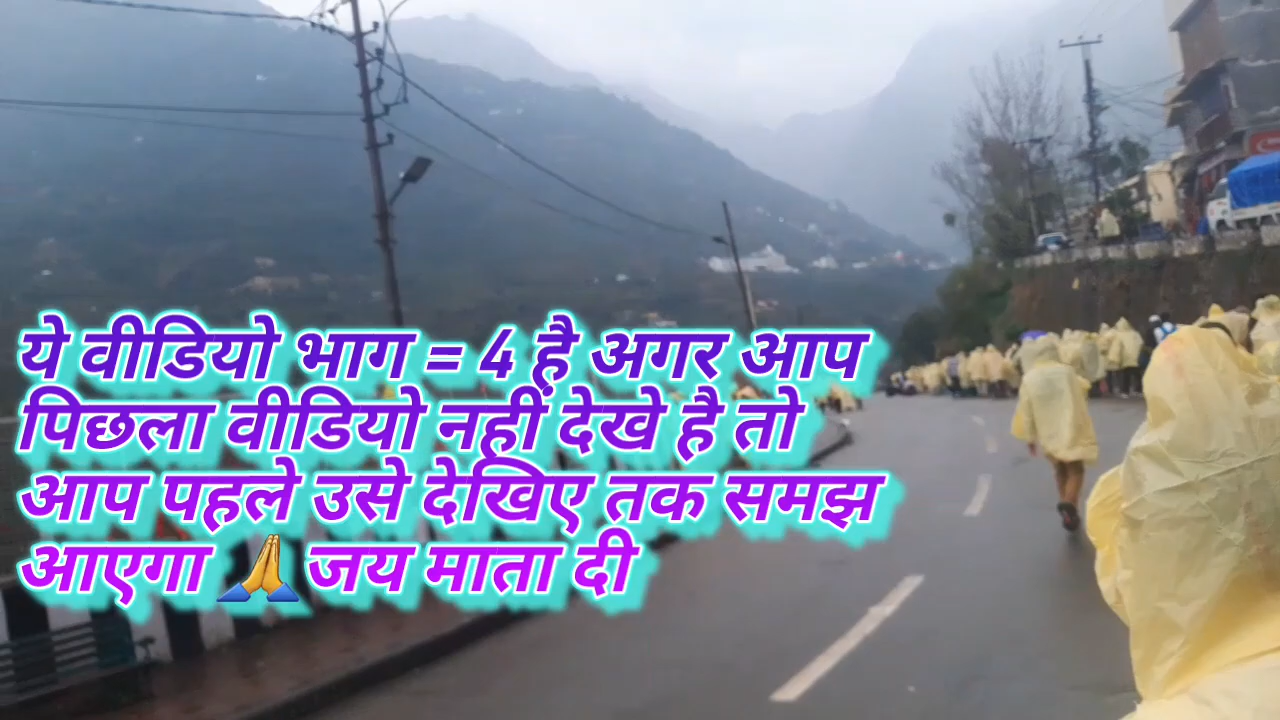 ये वीडियो भाग = 4 है अगर आप
पिछला वीडियो नहीं देखे है तो
आप पहले उसे देखिए तक समझ
आएगा 🙏 जय माता दी